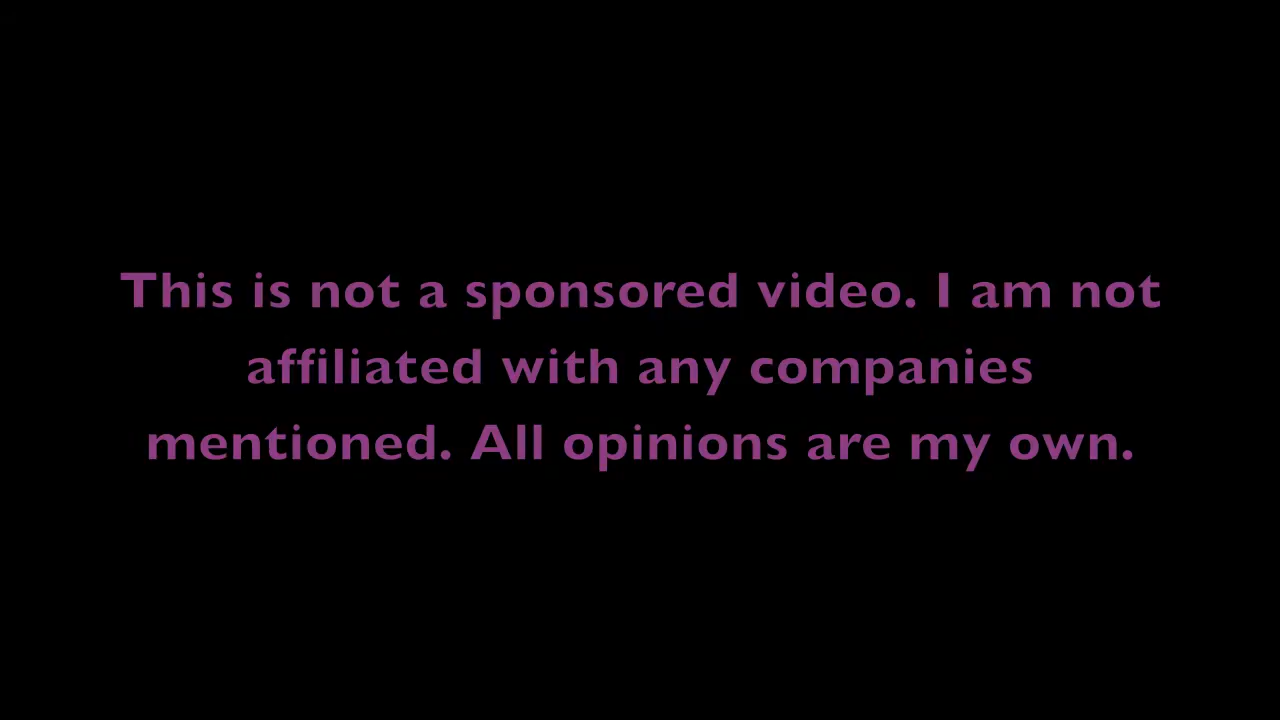 This is not a sponsored video. I am not
affiliated with any companies
mentioned. All opinions are my own.